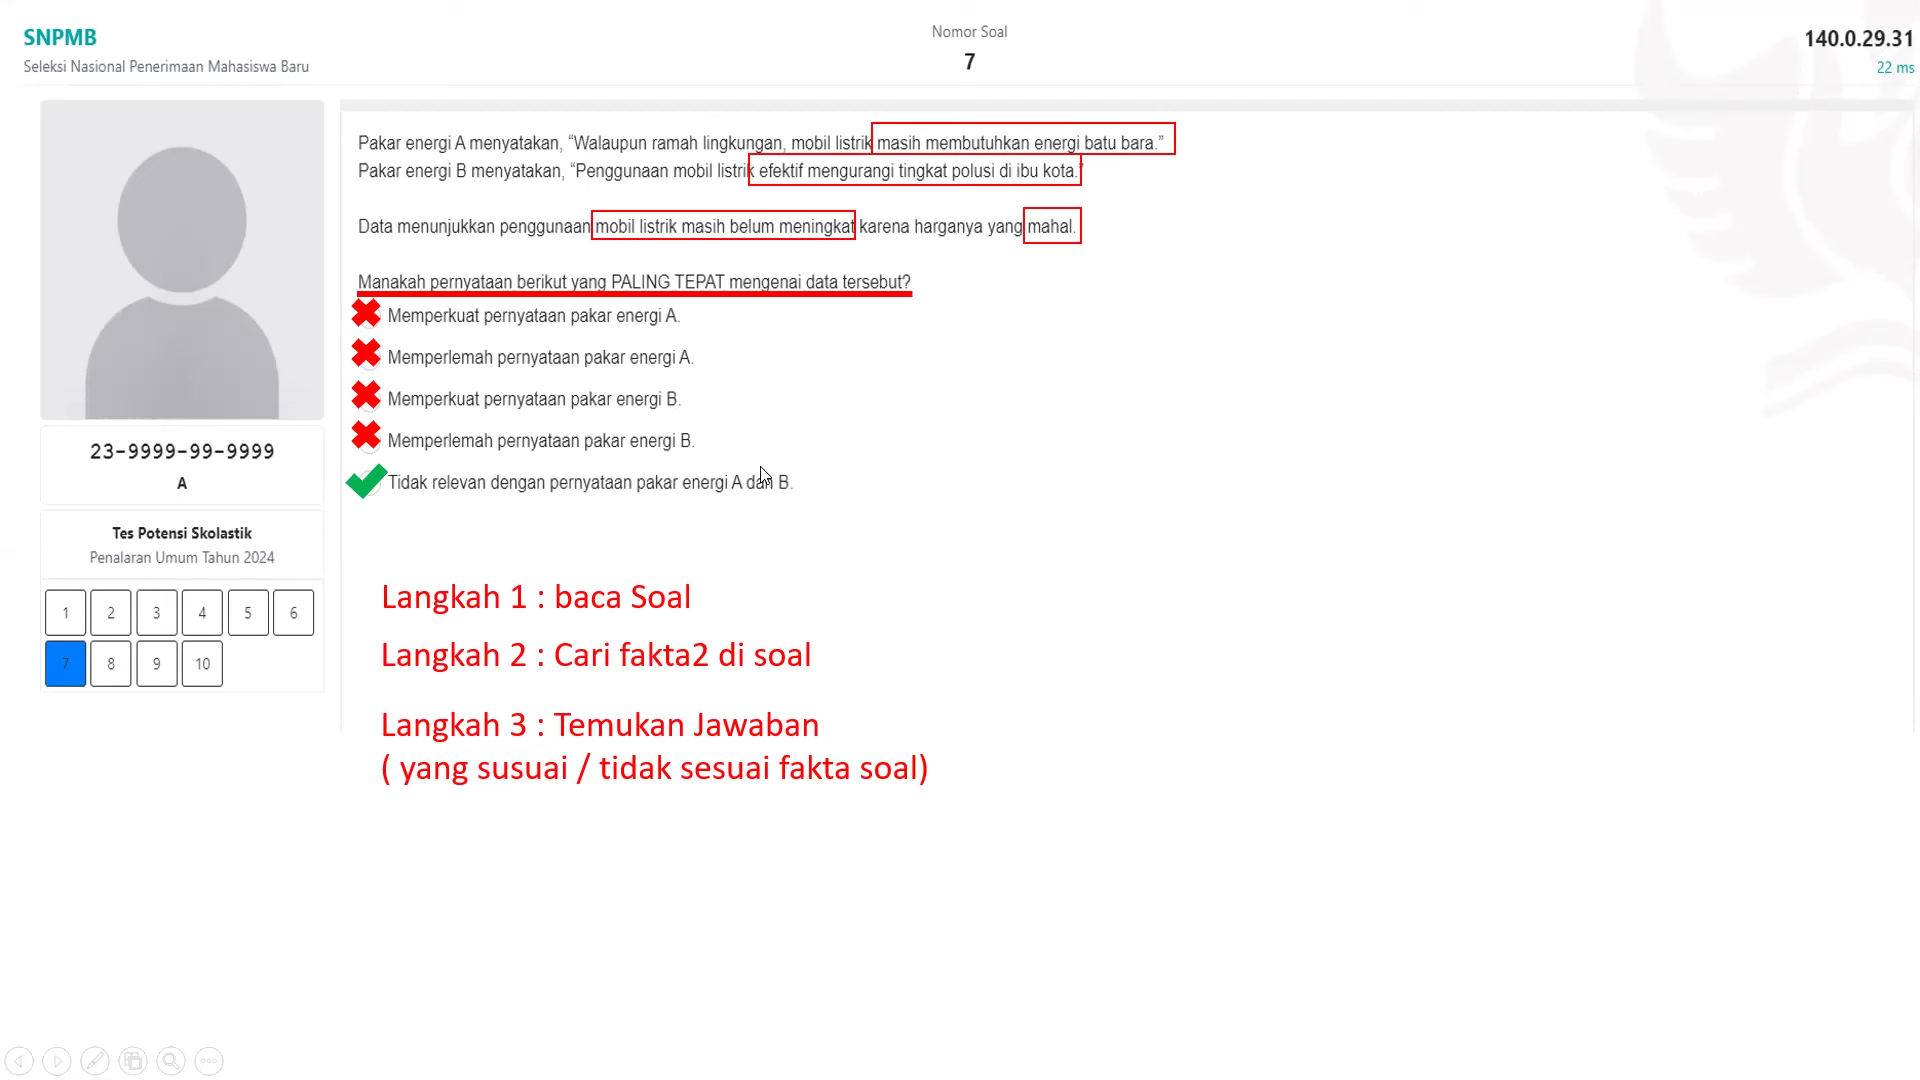 SNPMB
Seleksi Nasional Penerimaan Mahasiswa Baru
Nomor Soal
7
140.0.29.31
22 ms
Pakar energi A menyatakan, “Walaupun ramah lingkungan, mobil listrik masih membutuhkan energi batu bara.”
Pakar energi B menyatakan, “Penggunaan mobil listrik efektif mengurangi tingkat polusi di ibu kota.”
Data menunjukkan penggunaan mobil listrik masih belum meningkat karena harganya yang mahal.
Manakah pernyataan berikut yang PALING TEPAT mengenai data tersebut?
Memperkuat pernyataan pakar energi A.
Memperlemah pernyataan pakar energi A.
Memperkuat pernyataan pakar energi B.
Memperlemah pernyataan pakar energi B.
Tidak relevan dengan pernyataan pakar energi A dan B.
23-9999-99-9999
A
Tes Potensi Skolastik
Penalaran Umum Tahun 2024
1 2 3 4 5 6
7 8 9 10
Langkah 1 : baca Soal
Langkah 2 : Cari fakta2 di soal
Langkah 3 : Temukan Jawaban
( yang susuai / tidak sesuai fakta soal)